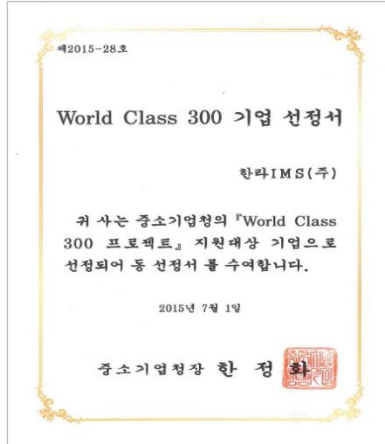 제2015-28호
World Class 300 기업 선정서
한라IMS(주)
귀 사는 중소기업청의 『World Class
300 프로젝트』 지원대상 기업으로
선정되어 동 선정서 를 수여합니다.
2015년 7월 1일
중소기업청장 한 정 화